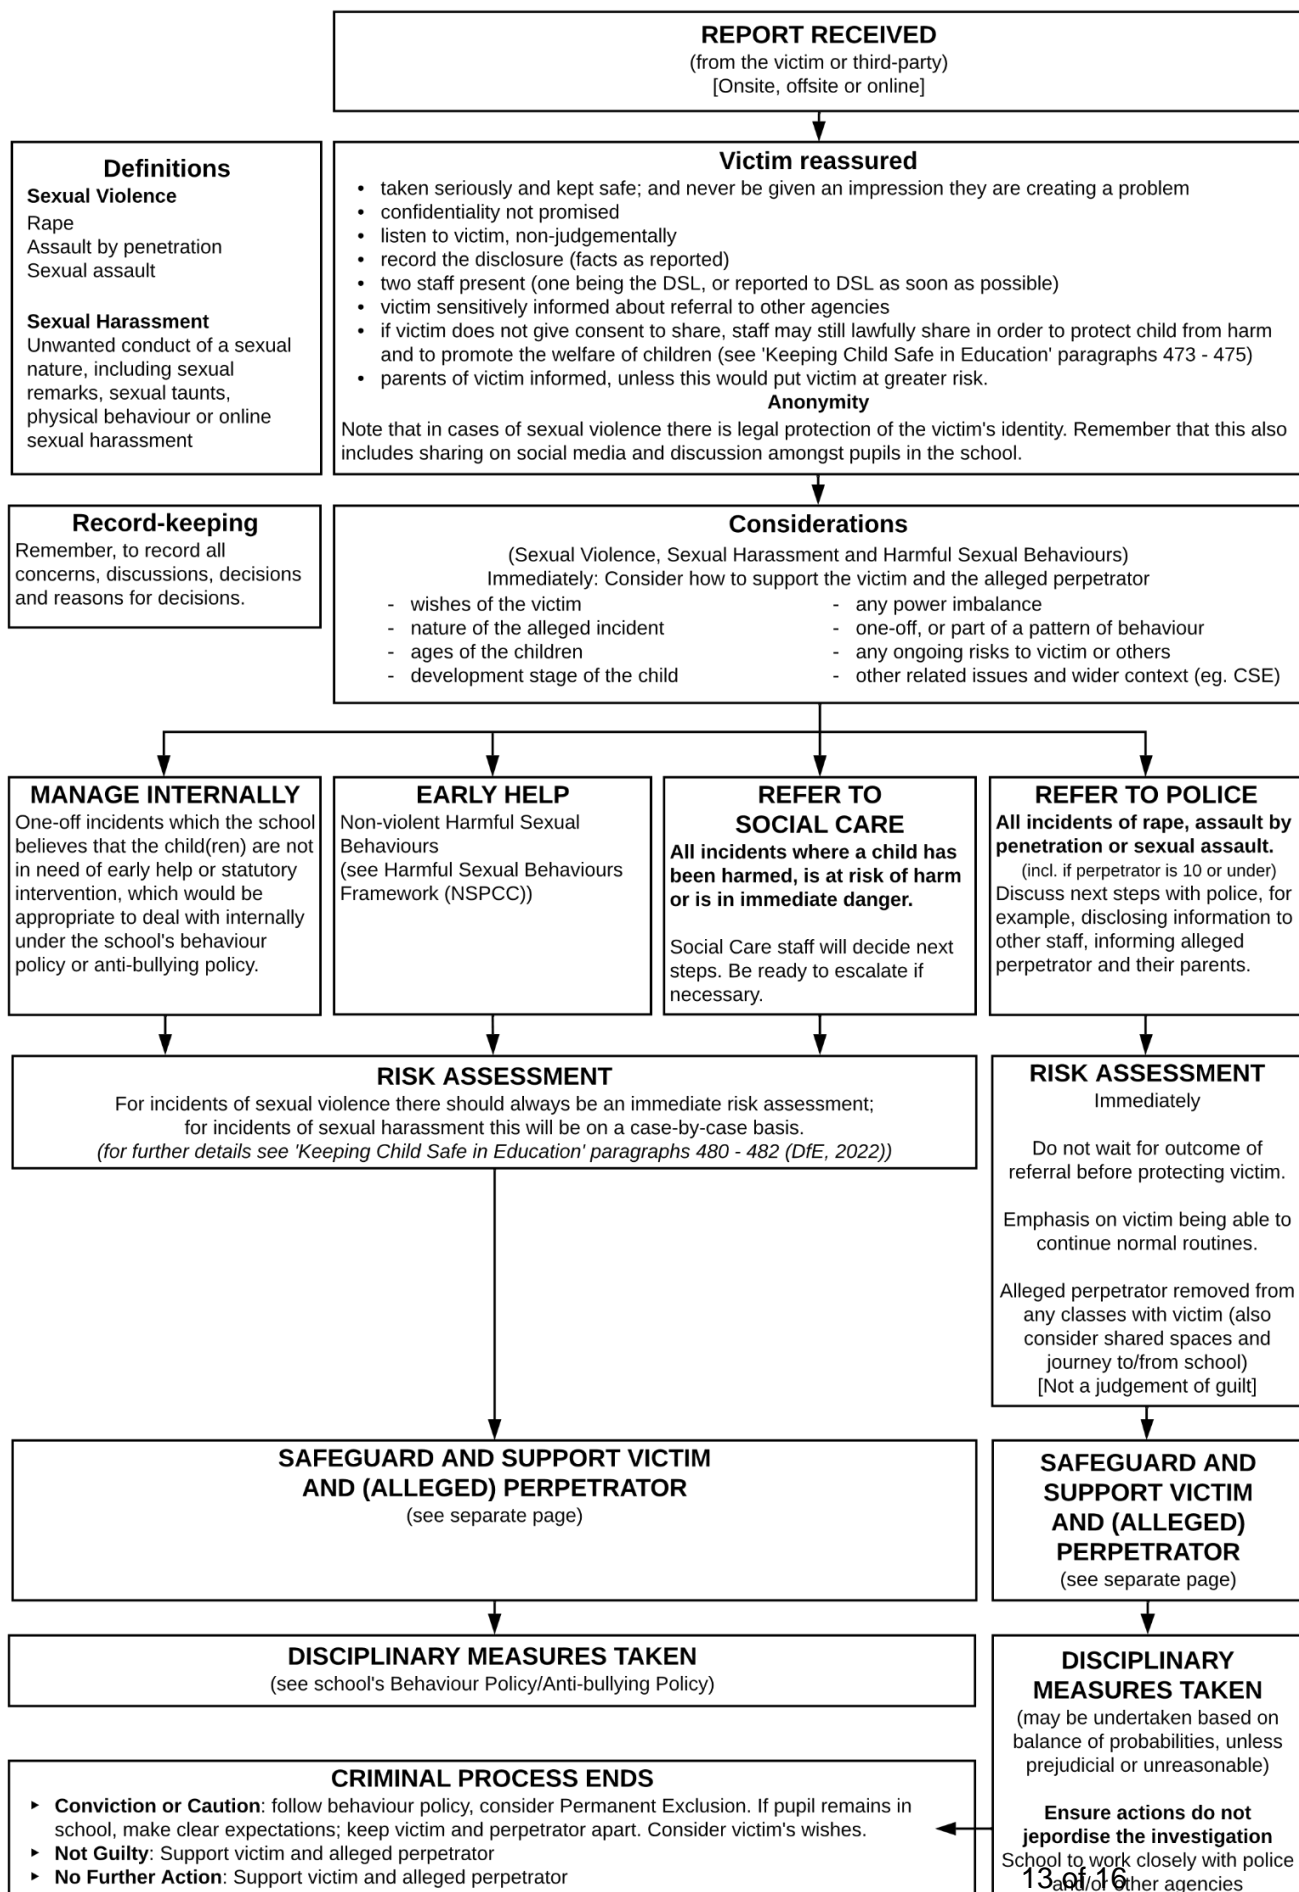 REPORT RECEIVED
(from the victim or third-party)
[Onsite, offsite or online]
Definitions
Sexual Violence
Rape
Assault by penetration
Sexual assault
Sexual Harassment
Unwanted conduct of a sexual
nature, including sexual
remarks, sexual taunts,
physical behaviour or online
sexual harassment
Victim reassured
• taken seriously and kept safe; and never be given an impression they are creating a problem
• confidentiality not promised
• listen to victim, non-judgementally
• record the disclosure (facts as reported)
• two staff present (one being the DSL, or reported to DSL as soon as possible)
• victim sensitively informed about referral to other agencies
• if victim does not give consent to share, staff may still lawfully share in order to protect child from harm
and to promote the welfare of children (see 'Keeping Child Safe in Education' paragraphs 473 - 475)
• parents of victim informed, unless this would put victim at greater risk.
Anonymity
Note that in cases of sexual violence there is legal protection of the victim's identity. Remember that this also
includes sharing on social media and discussion amongst pupils in the school.
Record-keeping
Remember, to record all
concerns, discussions, decisions
and reasons for decisions.
Considerations
(Sexual Violence, Sexual Harassment and Harmful Sexual Behaviours)
Immediately: Consider how to support the victim and the alleged perpetrator
- wishes of the victim
- nature of the alleged incident
- ages of the children
- development stage of the child
- any power imbalance
- one-off, or part of a pattern of behaviour
- any ongoing risks to victim or others
- other related issues and wider context (eg. CSE)
MANAGE INTERNALLY
One-off incidents which the school
believes that the child(ren) are not
in need of early help or statutory
intervention, which would be
appropriate to deal with internally
under the school's behaviour
policy or anti-bullying policy.
EARLY HELP
Non-violent Harmful Sexual
Behaviours
(see Harmful Sexual Behaviours
Framework (NSPCC))
REFER TO
SOCIAL CARE
All incidents where a child has
been harmed, is at risk of harm
or is in immediate danger.
Social Care staff will decide next
steps. Be ready to escalate if
necessary.
REFER TO POLICE
All incidents of rape, assault by
penetration or sexual assault.
(incl. if perpetrator is 10 or under)
Discuss next steps with police, for
example, disclosing information to
other staff, informing alleged
perpetrator and their parents.
RISK ASSESSMENT
For incidents of sexual violence there should always be an immediate risk assessment;
for incidents of sexual harassment this will be on a case-by-case basis.
(for further details see 'Keeping Child Safe in Education' paragraphs 480 - 482 (DfE, 2022))
RISK ASSESSMENT
Immediately
Do not wait for outcome of
referral before protecting victim.
Emphasis on victim being able to
continue normal routines.
Alleged perpetrator removed from
any classes with victim (also
consider shared spaces and
journey to/from school)
[Not a judgement of guilt]
SAFEGUARD AND SUPPORT VICTIM
AND (ALLEGED) PERPETRATOR
(see separate page)
SAFEGUARD AND
SUPPORT VICTIM
AND (ALLEGED)
PERPETRATOR
(see separate page)
DISCIPLINARY MEASURES TAKEN
(see school's Behaviour Policy/Anti-bullying Policy)
DISCIPLINARY
MEASURES TAKEN
(may be undertaken based on
balance of probabilities, unless
prejudicial or unreasonable)
Ensure actions do not
jepordise the investigation
School to work closely with police
and/or other agencies
CRIMINAL PROCESS ENDS
‣ Conviction or Caution: follow behaviour policy, consider Permanent Exclusion. If pupil remains in
school, make clear expectations; keep victim and perpetrator apart. Consider victim's wishes.
‣ Not Guilty: Support victim and alleged perpetrator
‣ No Further Action: Support victim and alleged perpetrator
13 of 16